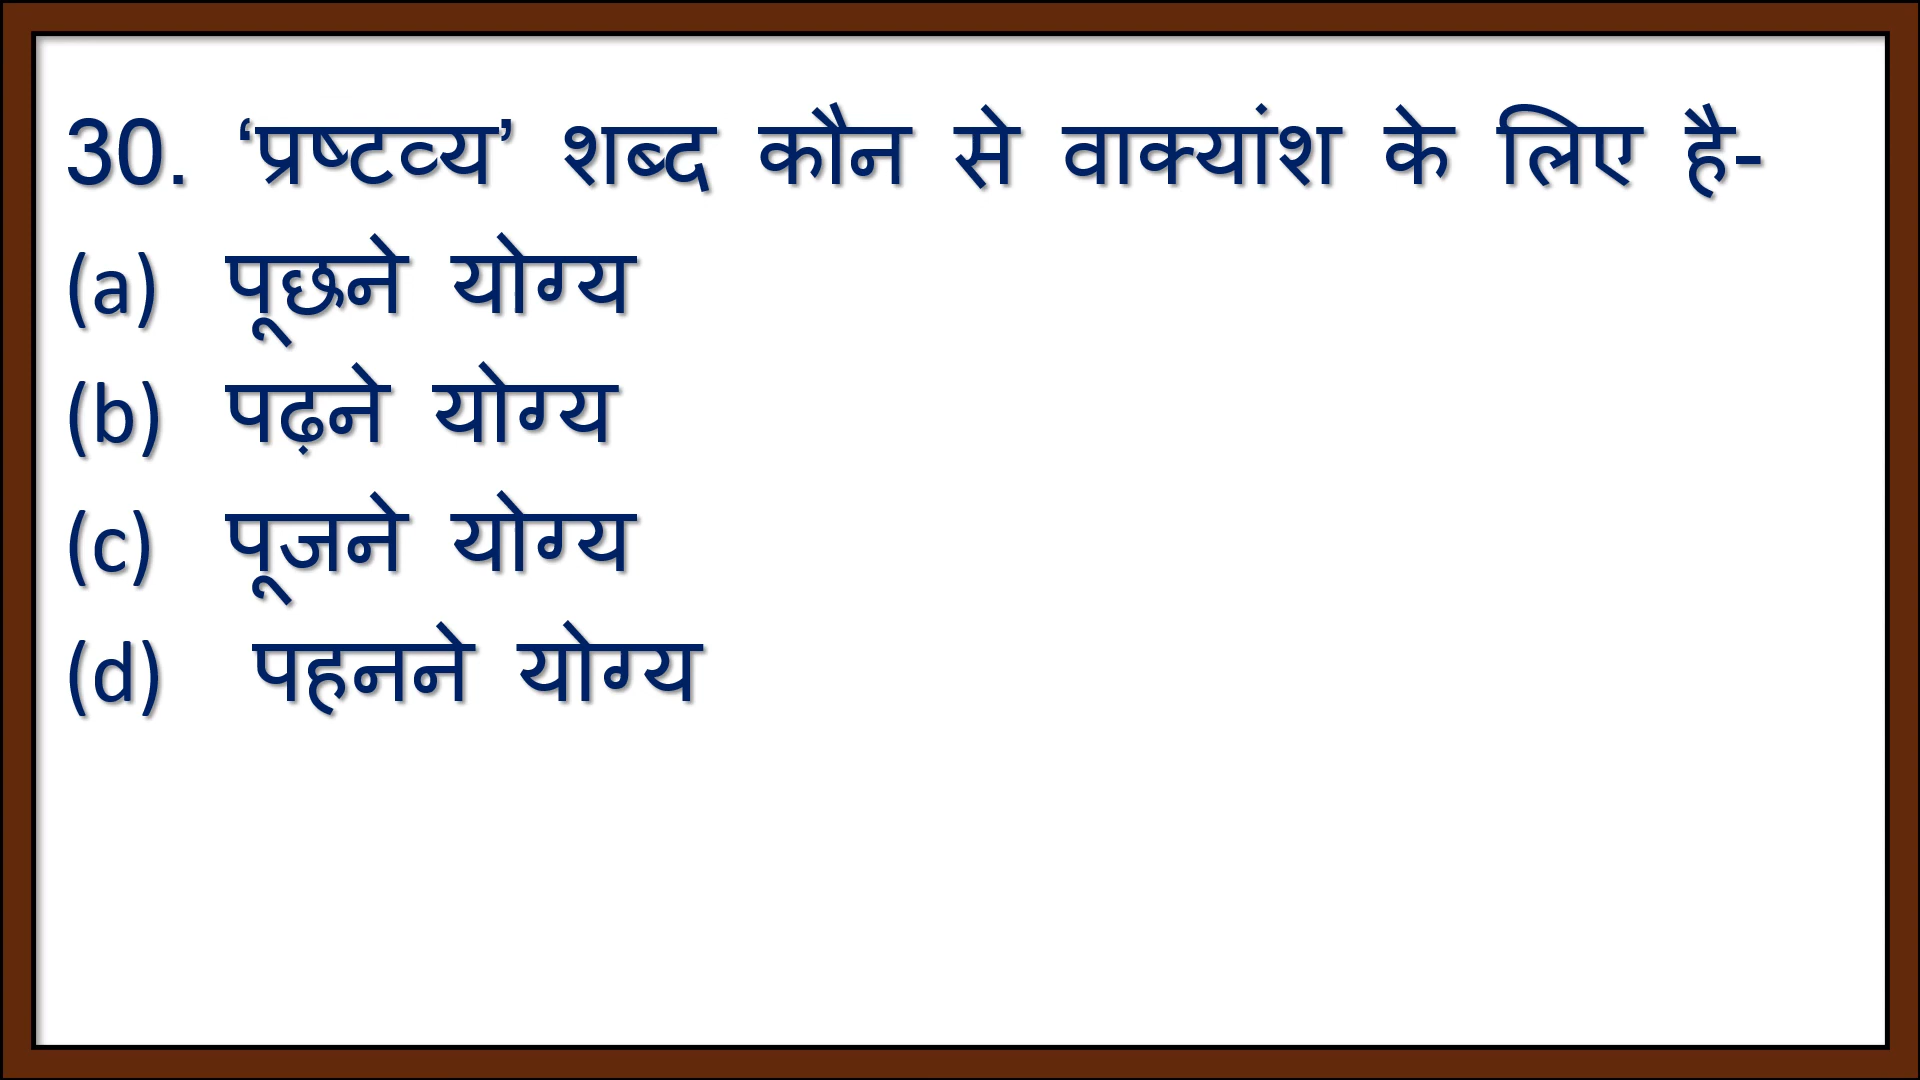 30. ‘प्रष्टव्य’ शब्द कौन से वाक्यांश के लिए है-
(a) पूछने योग्य
(b) पढ़ने योग्य
(c) पूजने योग्य
(d) पहनने योग्य